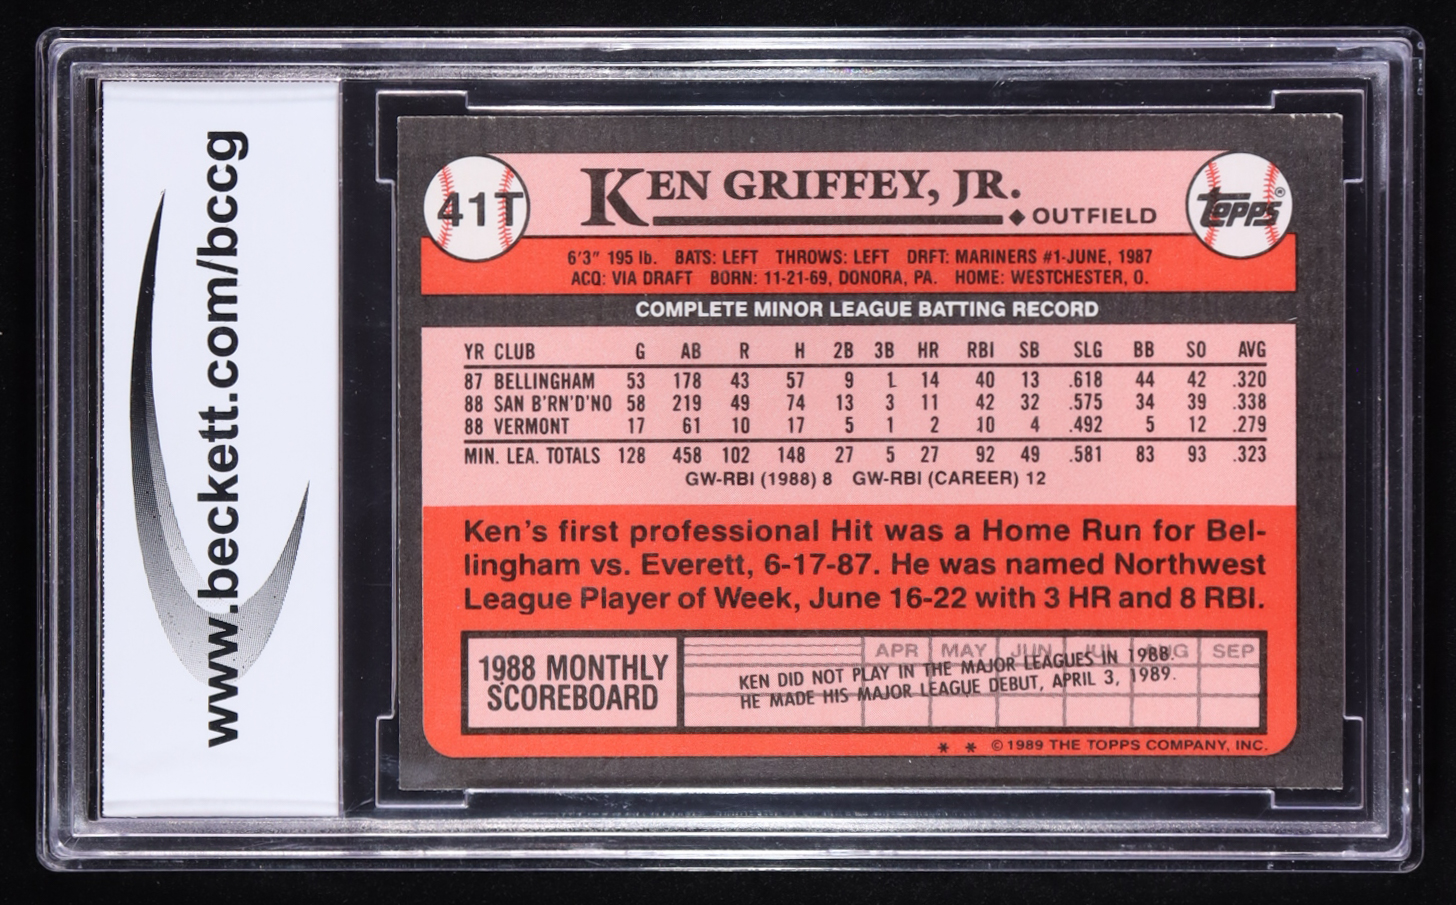 www.beckett.com/bccg
41T
KEN GRIFFEY, JR.
◆ OUTFIELD
TOPPS®
6'3" 195 lb. BATS: LEFT THROWS: LEFT DRFT: MARINERS #1-JUNE, 1987
ACQ: VIA DRAFT BORN: 11-21-69, DONORA, PA. HOME: WESTCHESTER, O.
COMPLETE MINOR LEAGUE BATTING RECORD
YR CLUB G AB R H 2B 3B HR RBI SB SLG BB SO AVG
87 BELLINGHAM 53 178 43 57 9 1 14 40 13 .618 44 42 .320
88 SAN B'RN'D'NO 58 219 49 74 13 3 11 42 32 .575 34 39 .338
88 VERMONT 17 61 10 17 5 1 2 10 4 .492 5 12 .279
MIN. LEA. TOTALS 128 458 102 148 27 5 27 92 49 .581 83 93 .323
GW-RBI (1988) 8 GW-RBI (CAREER) 12
Ken's first professional Hit was a Home Run for Bel-
lingham vs. Everett, 6-17-87. He was named Northwest
League Player of Week, June 16-22 with 3 HR and 8 RBI.
1988 MONTHLY
SCOREBOARD
APR MAY JUN JUL AUG SEP
KEN DID NOT PLAY IN THE MAJOR LEAGUES IN 1988.
HE MADE HIS MAJOR LEAGUE DEBUT, APRIL 3, 1989.
* * © 1989 THE TOPPS COMPANY, INC.